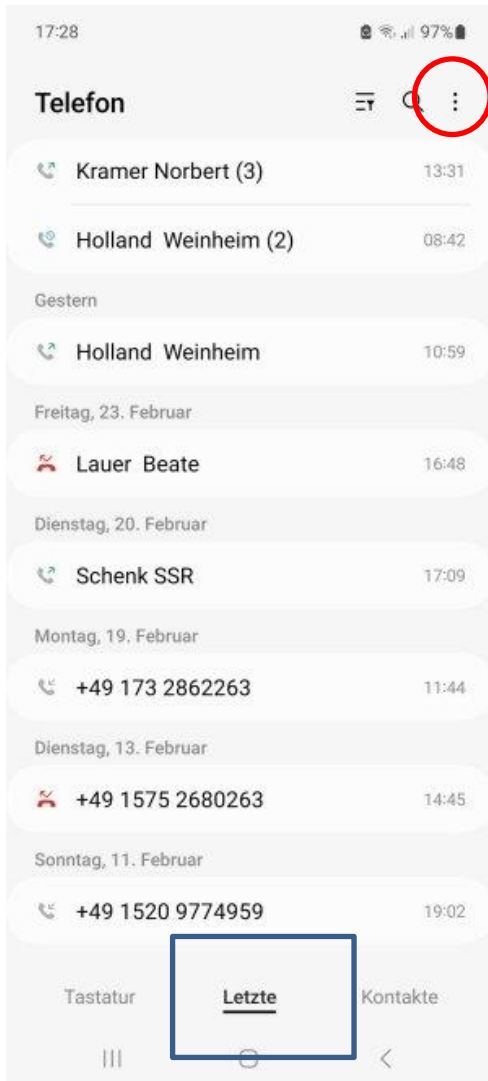 17:28 97%
Telefon
Kramer Norbert (3) 13:31
Holland Weinheim (2) 08:42
Gestern
Holland Weinheim 10:59
Freitag, 23. Februar
Lauer Beate 16:48
Dienstag, 20. Februar
Schenk SSR 17:09
Montag, 19. Februar
+49 173 2862263 11:44
Dienstag, 13. Februar
+49 1575 2680263 14:45
Sonntag, 11. Februar
+49 1520 9774959 19:02
Tastatur Letzte Kontakte